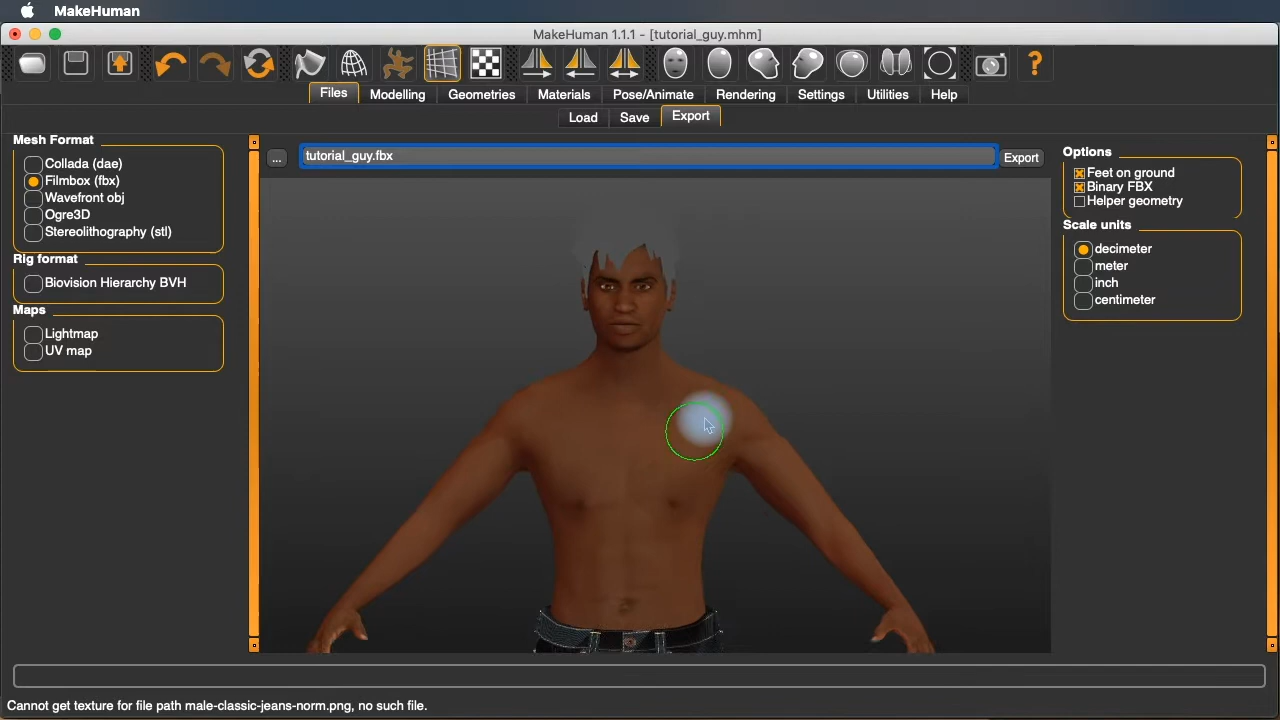 MakeHuman
MakeHuman 1.1.1 - [tutorial_guy.mhm]
Files Modelling Geometries Materials Pose/Animate Rendering Settings Utilities Help
Load Save Export
Mesh Format
Collada (dae)
Filmbox (fbx)
Wavefront obj
Ogre3D
Stereolithography (stl)
Rig format
Biovision Hierarchy BVH
Maps
Lightmap
UV map
... tutorial_guy.fbx Export
Options
Feet on ground
Binary FBX
Helper geometry
Scale units
decimeter
meter
inch
centimeter
Cannot get texture for file path male-classic-jeans-norm.png, no such file.